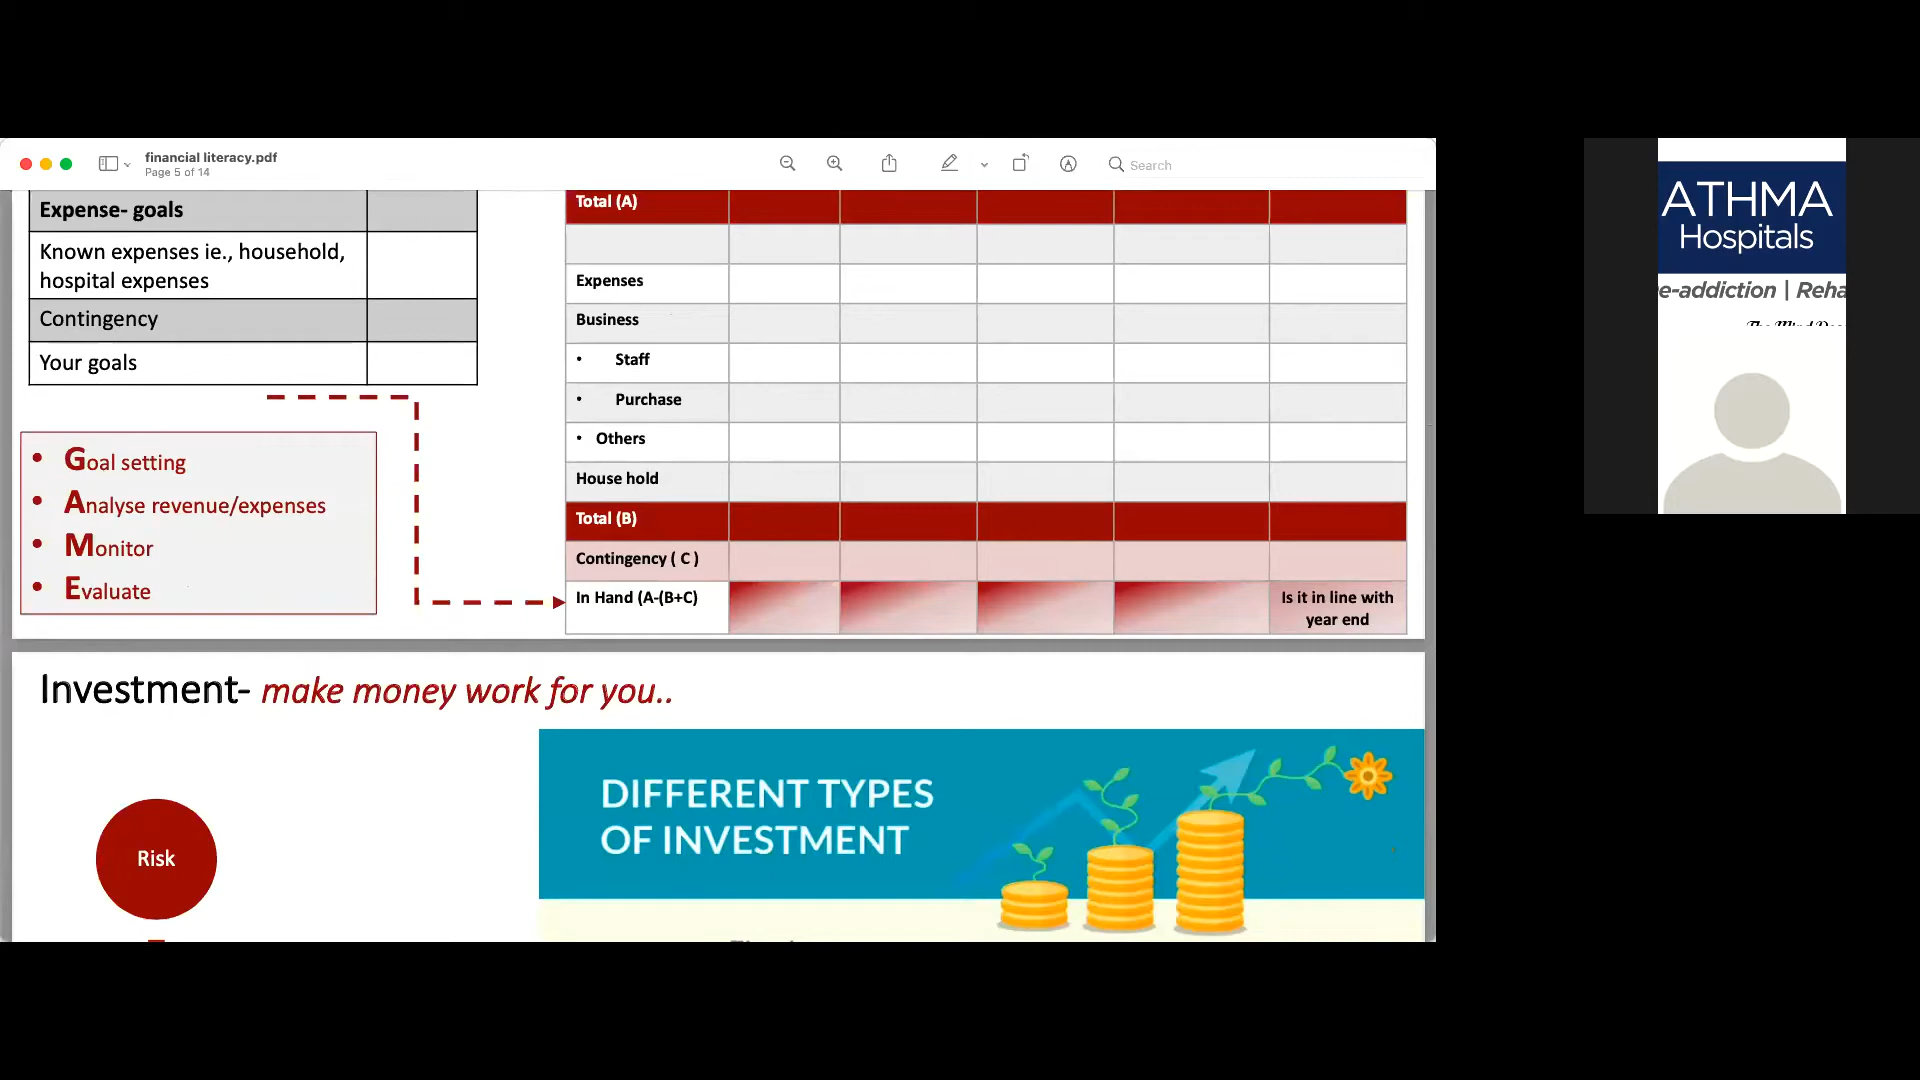 financial literacy.pdf
Page 5 of 14
Search
Expense- goals
Known expenses ie., household,
hospital expenses
Contingency
Your goals
• Goal setting
• Analyse revenue/expenses
• Monitor
• Evaluate
Total (A)
Expenses
Business
• Staff
• Purchase
• Others
House hold
Total (B)
Contingency ( C )
In Hand (A-(B+C)
Is it in line with
year end
Investment- make money work for you..
Risk
DIFFERENT TYPES
OF INVESTMENT
ATHMA
Hospitals
e-addiction | Reha